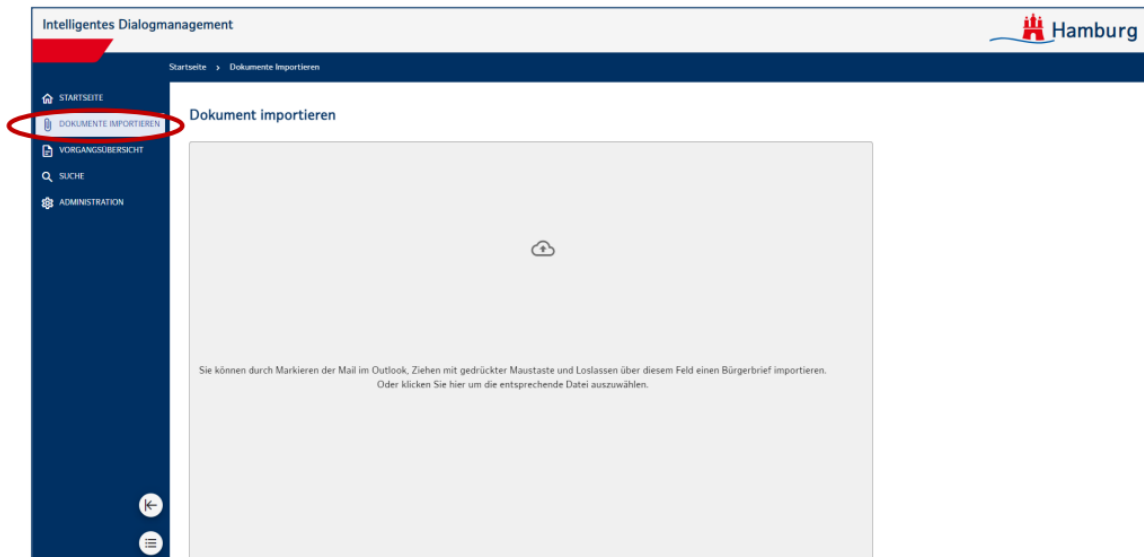 Intelligentes Dialogmanagement
Hamburg
Startseite > Dokumente Importieren
STARTSEITE
DOKUMENTE IMPORTIEREN
VORGANGSÜBERSICHT
SUCHE
ADMINISTRATION
Dokument importieren
Sie können durch Markieren der Mail im Outlook, Ziehen mit gedrückter Maustaste und Loslassen über diesem Feld einen Bürgerbrief importieren.
Oder klicken Sie hier um die entsprechende Datei auszuwählen.